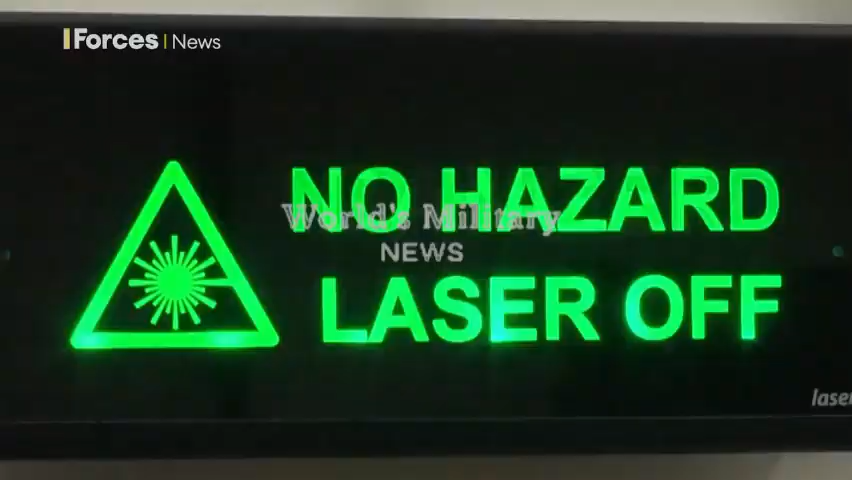 Forces News
NO HAZARD
World's Military
NEWS
LASER OFF
laser